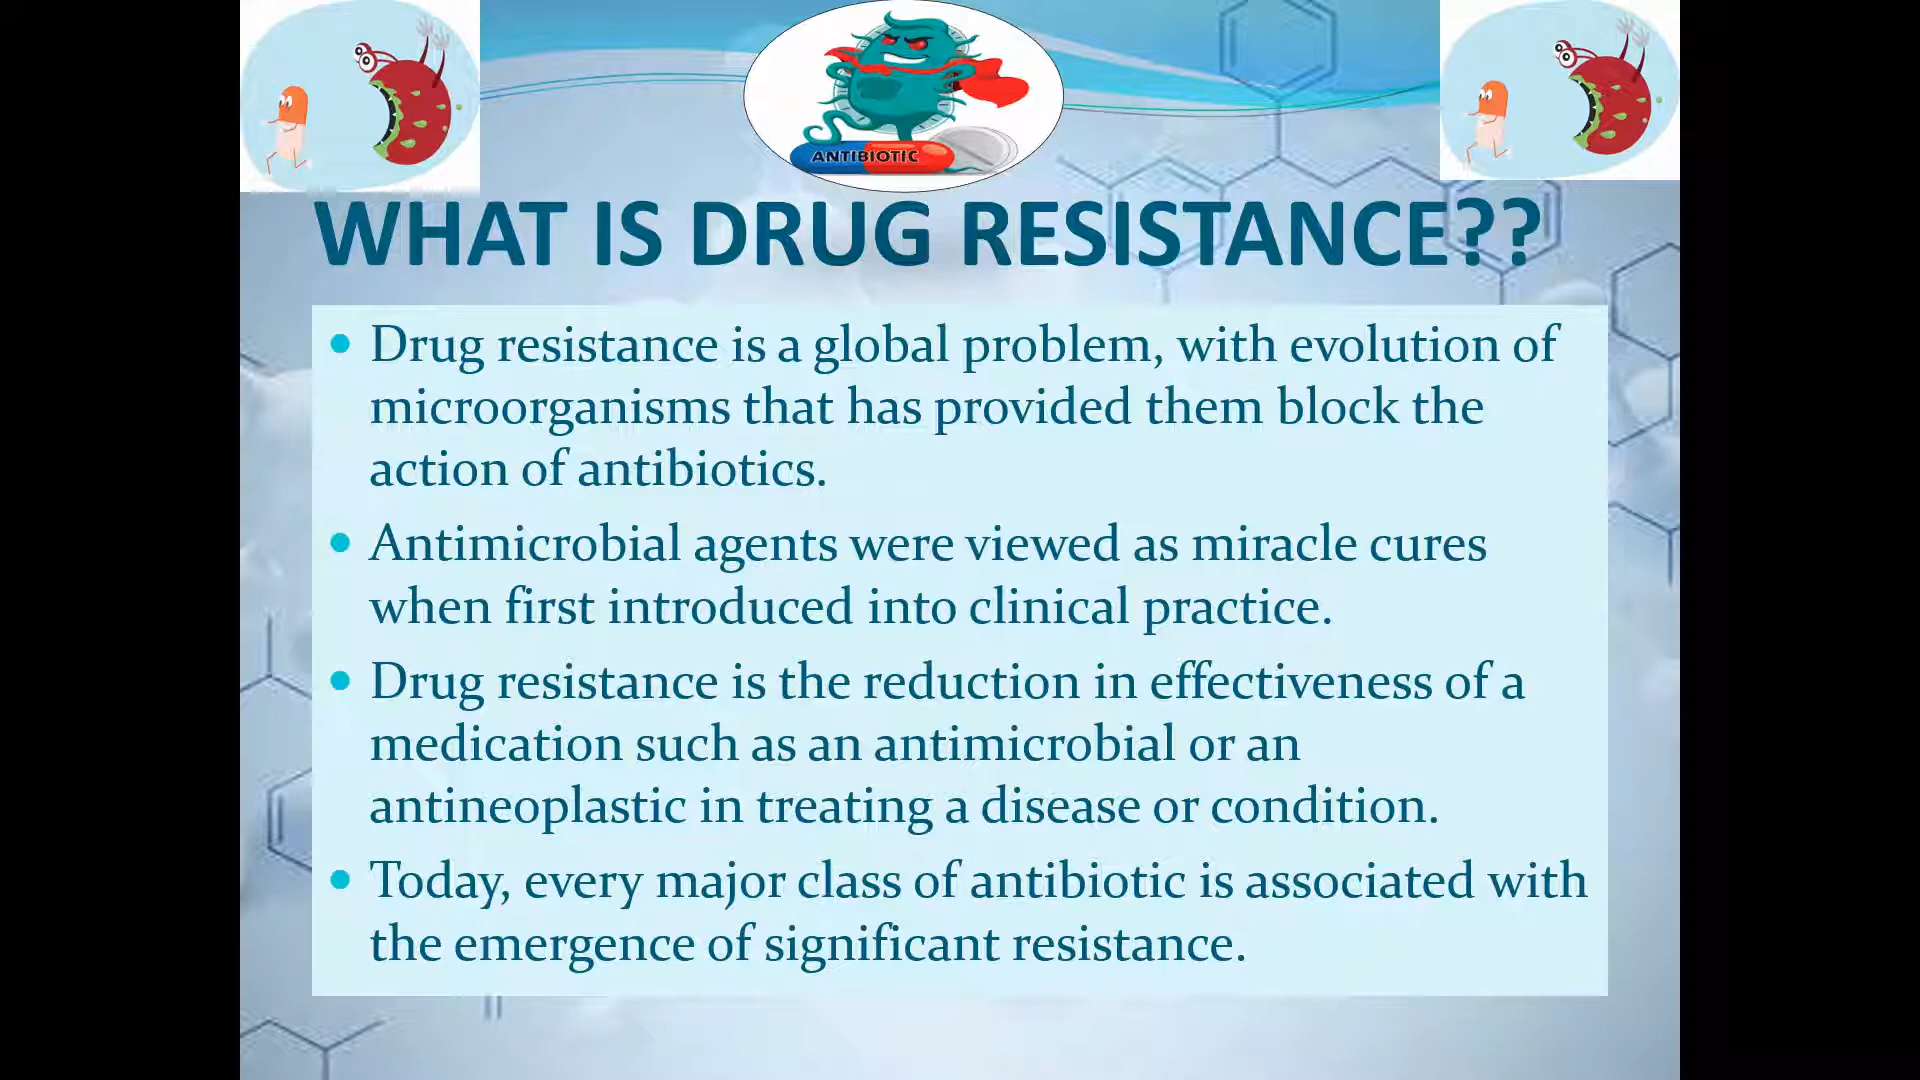 ANTIBIOTIC
WHAT IS DRUG RESISTANCE??
• Drug resistance is a global problem, with evolution of
microorganisms that has provided them block the
action of antibiotics.
• Antimicrobial agents were viewed as miracle cures
when first introduced into clinical practice.
• Drug resistance is the reduction in effectiveness of a
medication such as an antimicrobial or an
antineoplastic in treating a disease or condition.
• Today, every major class of antibiotic is associated with
the emergence of significant resistance.